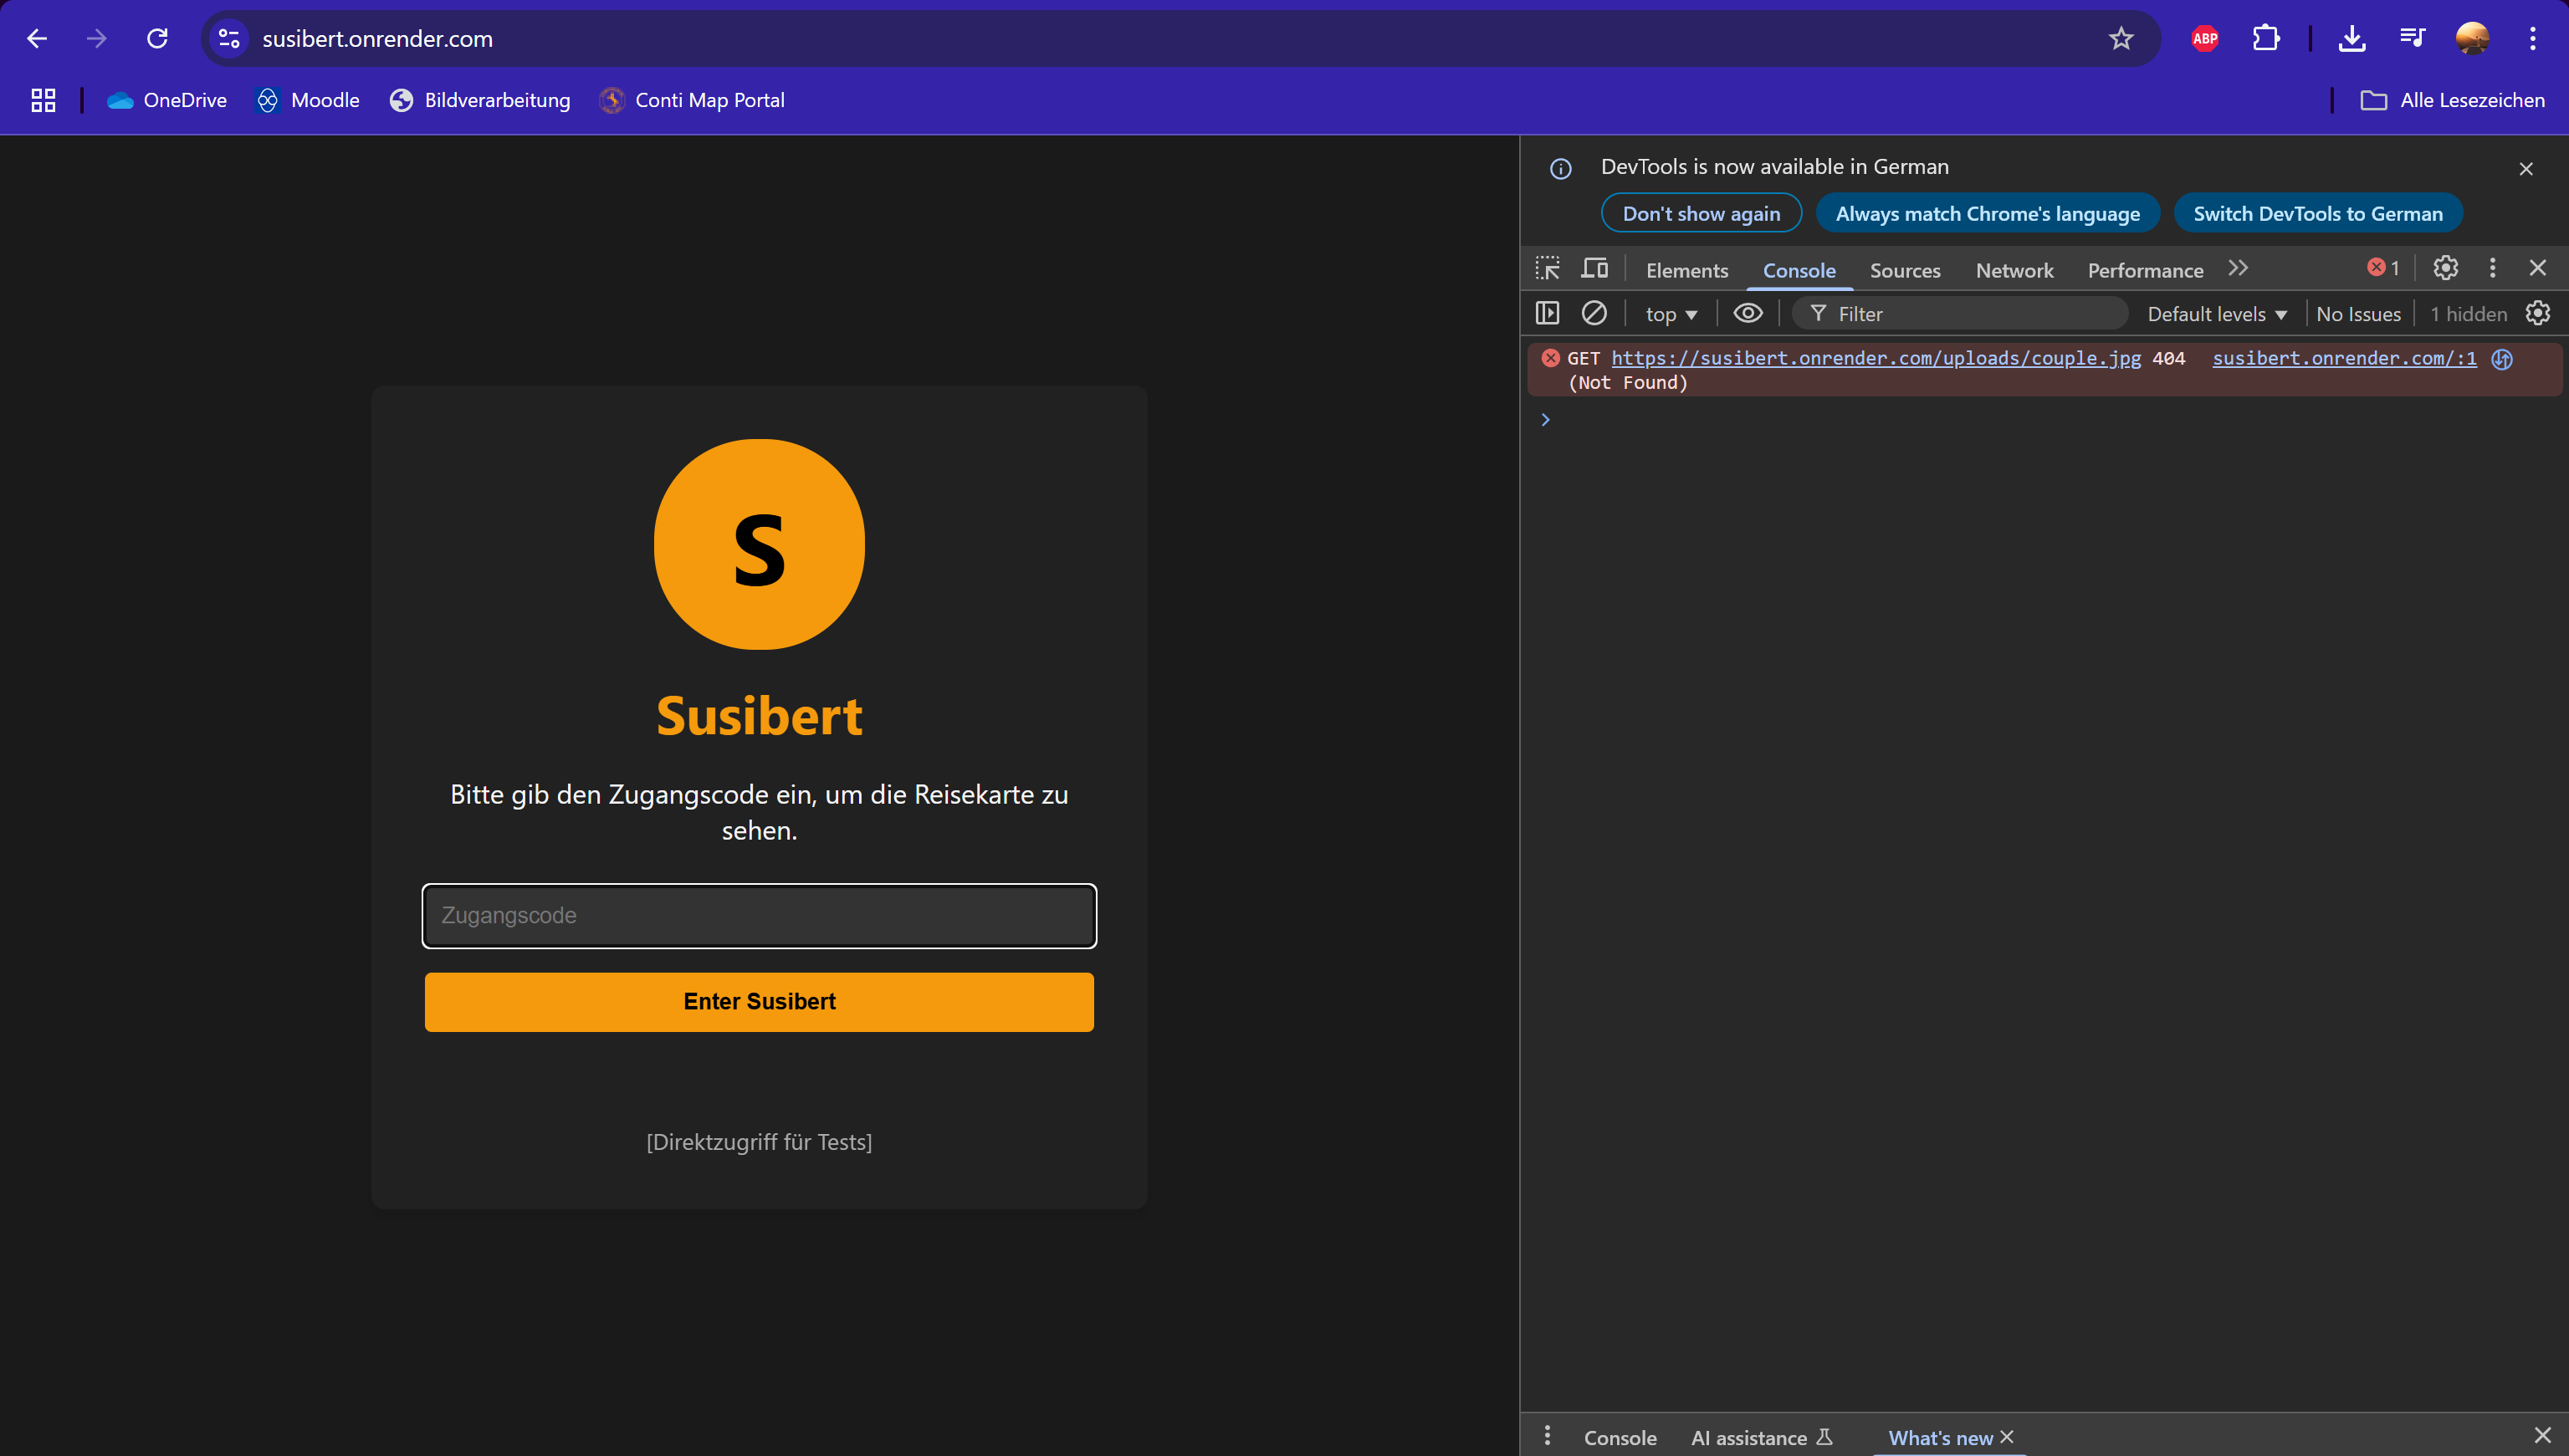 susibert.onrender.com
ABP
OneDrive
Moodle
Bildverarbeitung
Conti Map Portal
Alle Lesezeichen
S
Susibert
Bitte gib den Zugangscode ein, um die Reisekarte zu
sehen.
Zugangscode
Enter Susibert
[Direktzugriff für Tests]
DevTools is now available in German
Don't show again
Always match Chrome's language
Switch DevTools to German
Elements
Console
Sources
Network
Performance
1
top
Filter
Default levels
No Issues
1 hidden
GET https://susibert.onrender.com/uploads/couple.jpg 404 susibert.onrender.com/:1
(Not Found)
Console
AI assistance
What's new